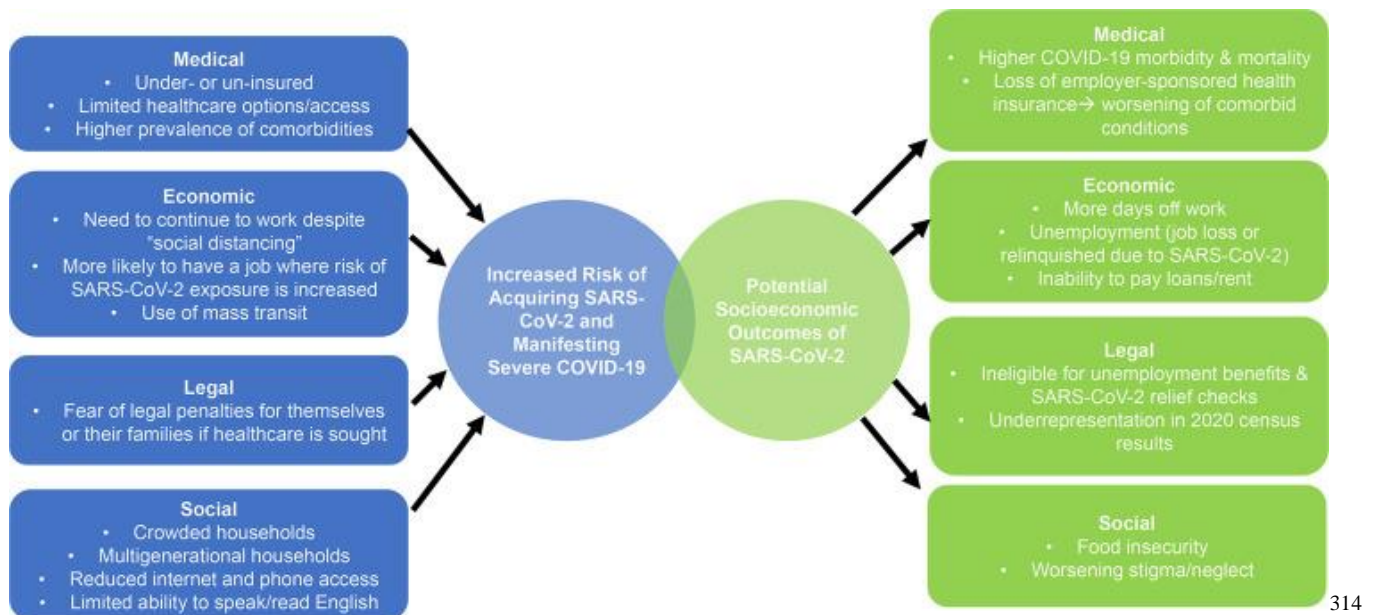 Medical
• Under- or un-insured
• Limited healthcare options/access
• Higher prevalence of comorbidities
Economic
• Need to continue to work despite
"social distancing"
• More likely to have a job where risk of
SARS-CoV-2 exposure is increased
• Use of mass transit
Legal
• Fear of legal penalties for themselves
or their families if healthcare is sought
Social
• Crowded households
• Multigenerational households
• Reduced internet and phone access
• Limited ability to speak/read English
Increased Risk of
Acquiring SARS-
CoV-2 and
Manifesting
Severe COVID-19
Potential
Socioeconomic
Outcomes of
SARS-CoV-2
Medical
• Higher COVID-19 morbidity & mortality
• Loss of employer-sponsored health
insurance→ worsening of comorbid
conditions
Economic
• More days off work
• Unemployment (job loss or
relinquished due to SARS-CoV-2)
• Inability to pay loans/rent
Legal
• Ineligible for unemployment benefits &
SARS-CoV-2 relief checks
• Underrepresentation in 2020 census
results
Social
• Food insecurity
• Worsening stigma/neglect
314